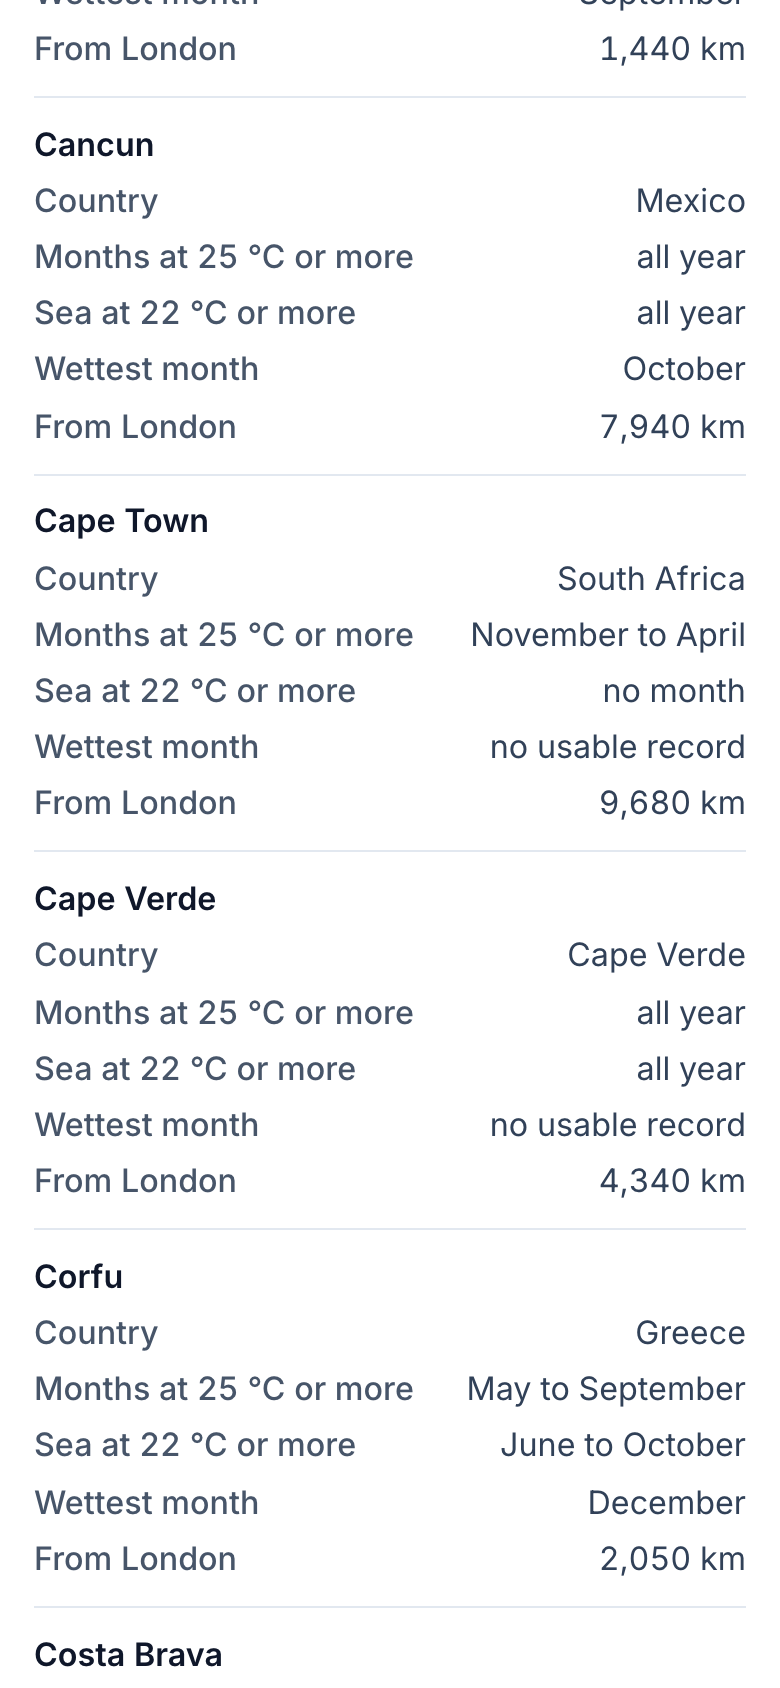 From London 1,440 km
Cancun
Country Mexico
Months at 25 °C or more all year
Sea at 22 °C or more all year
Wettest month October
From London 7,940 km
Cape Town
Country South Africa
Months at 25 °C or more November to April
Sea at 22 °C or more no month
Wettest month no usable record
From London 9,680 km
Cape Verde
Country Cape Verde
Months at 25 °C or more all year
Sea at 22 °C or more all year
Wettest month no usable record
From London 4,340 km
Corfu
Country Greece
Months at 25 °C or more May to September
Sea at 22 °C or more June to October
Wettest month December
From London 2,050 km
Costa Brava